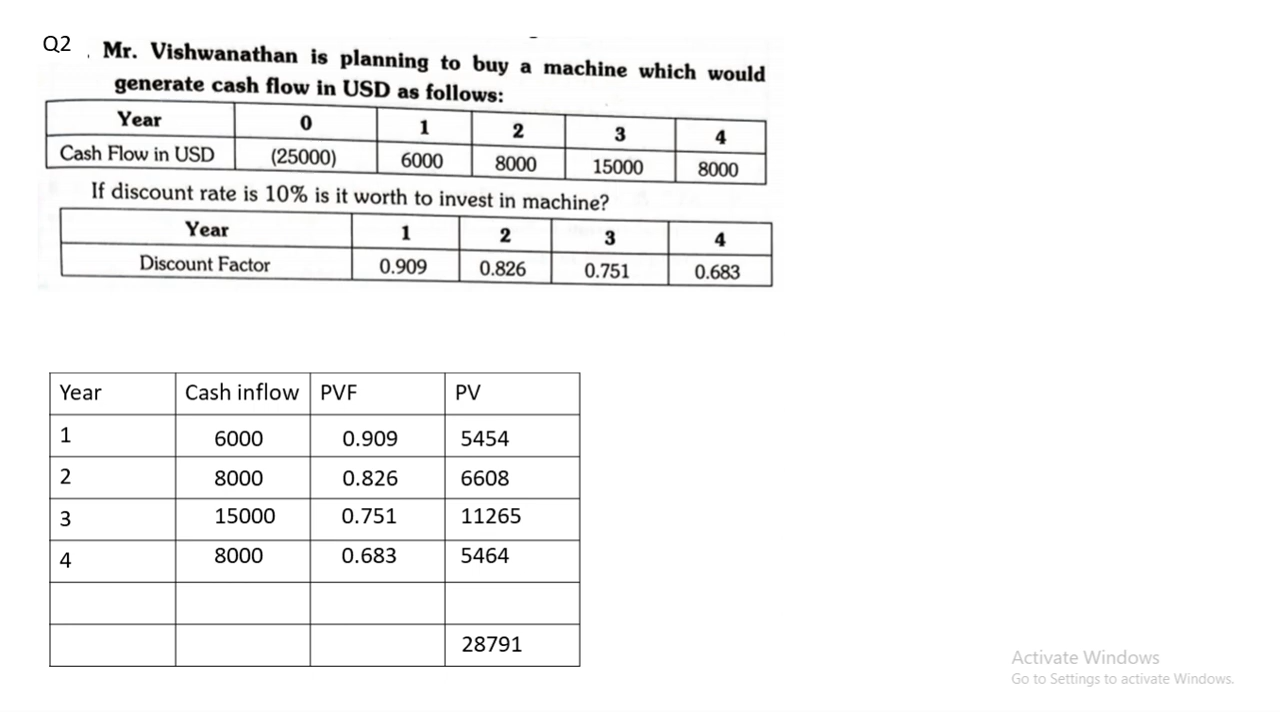 Q2 . Mr. Vishwanathan is planning to buy a machine which would
generate cash flow in USD as follows:
Year 0 1 2 3 4
Cash Flow in USD (25000) 6000 8000 15000 8000
If discount rate is 10% is it worth to invest in machine?
Year 1 2 3 4
Discount Factor 0.909 0.826 0.751 0.683
Year Cash inflow PVF PV
1 6000 0.909 5454
2 8000 0.826 6608
3 15000 0.751 11265
4 8000 0.683 5464
28791
Activate Windows
Go to Settings to activate Windows.